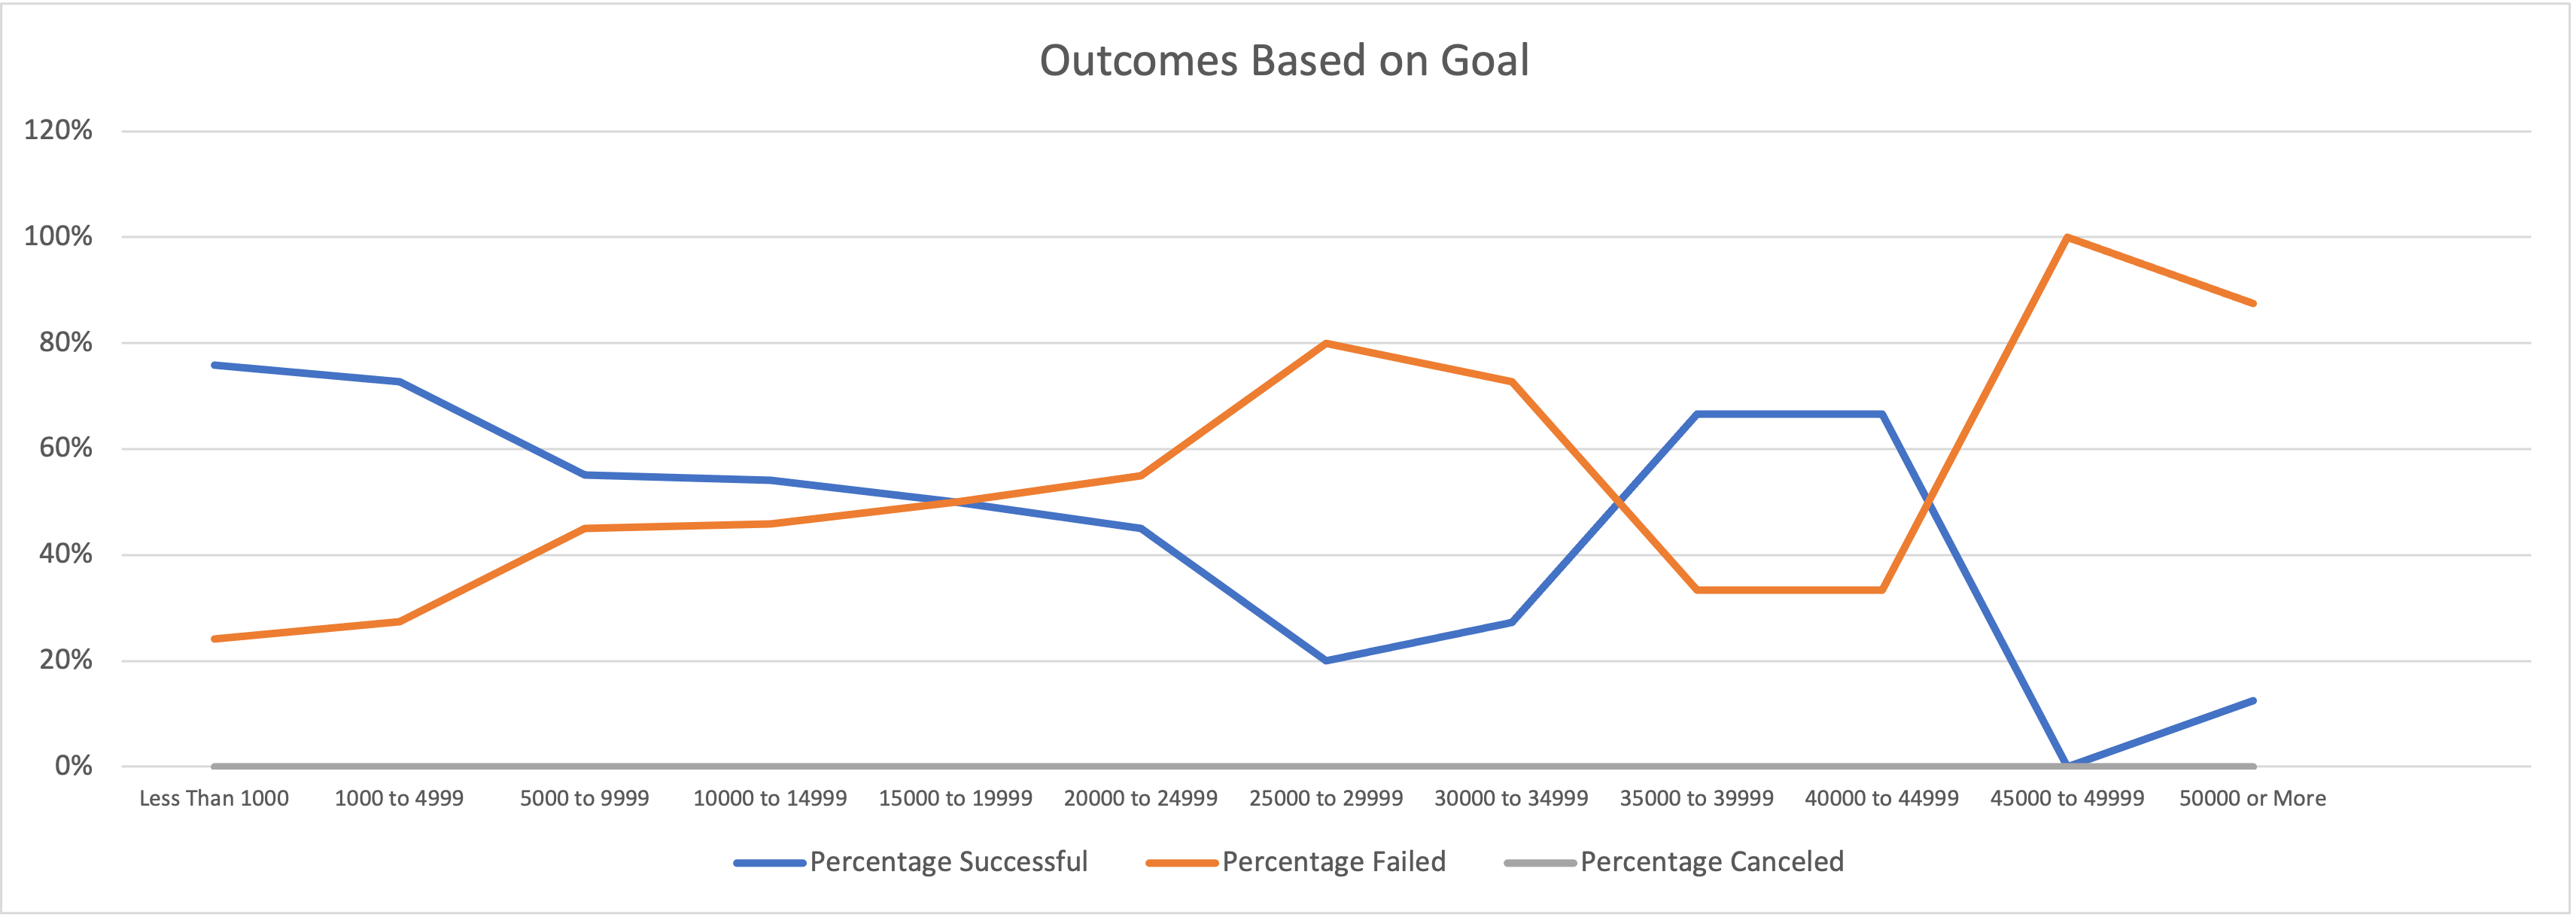 Outcomes Based on Goal
120%
100%
80%
60%
40%
20%
0%
Less Than 1000 1000 to 4999 5000 to 9999 10000 to 14999 15000 to 19999 20000 to 24999 25000 to 29999 30000 to 34999 35000 to 39999 40000 to 44999 45000 to 49999 50000 or More
Percentage Successful Percentage Failed Percentage Canceled